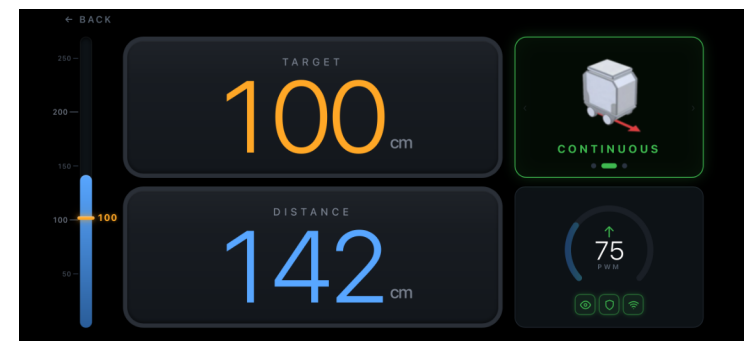 ← BACK
250
200
150
100
50
100
TARGET
100 cm
DISTANCE
142 cm
CONTINUOUS
75
PWM